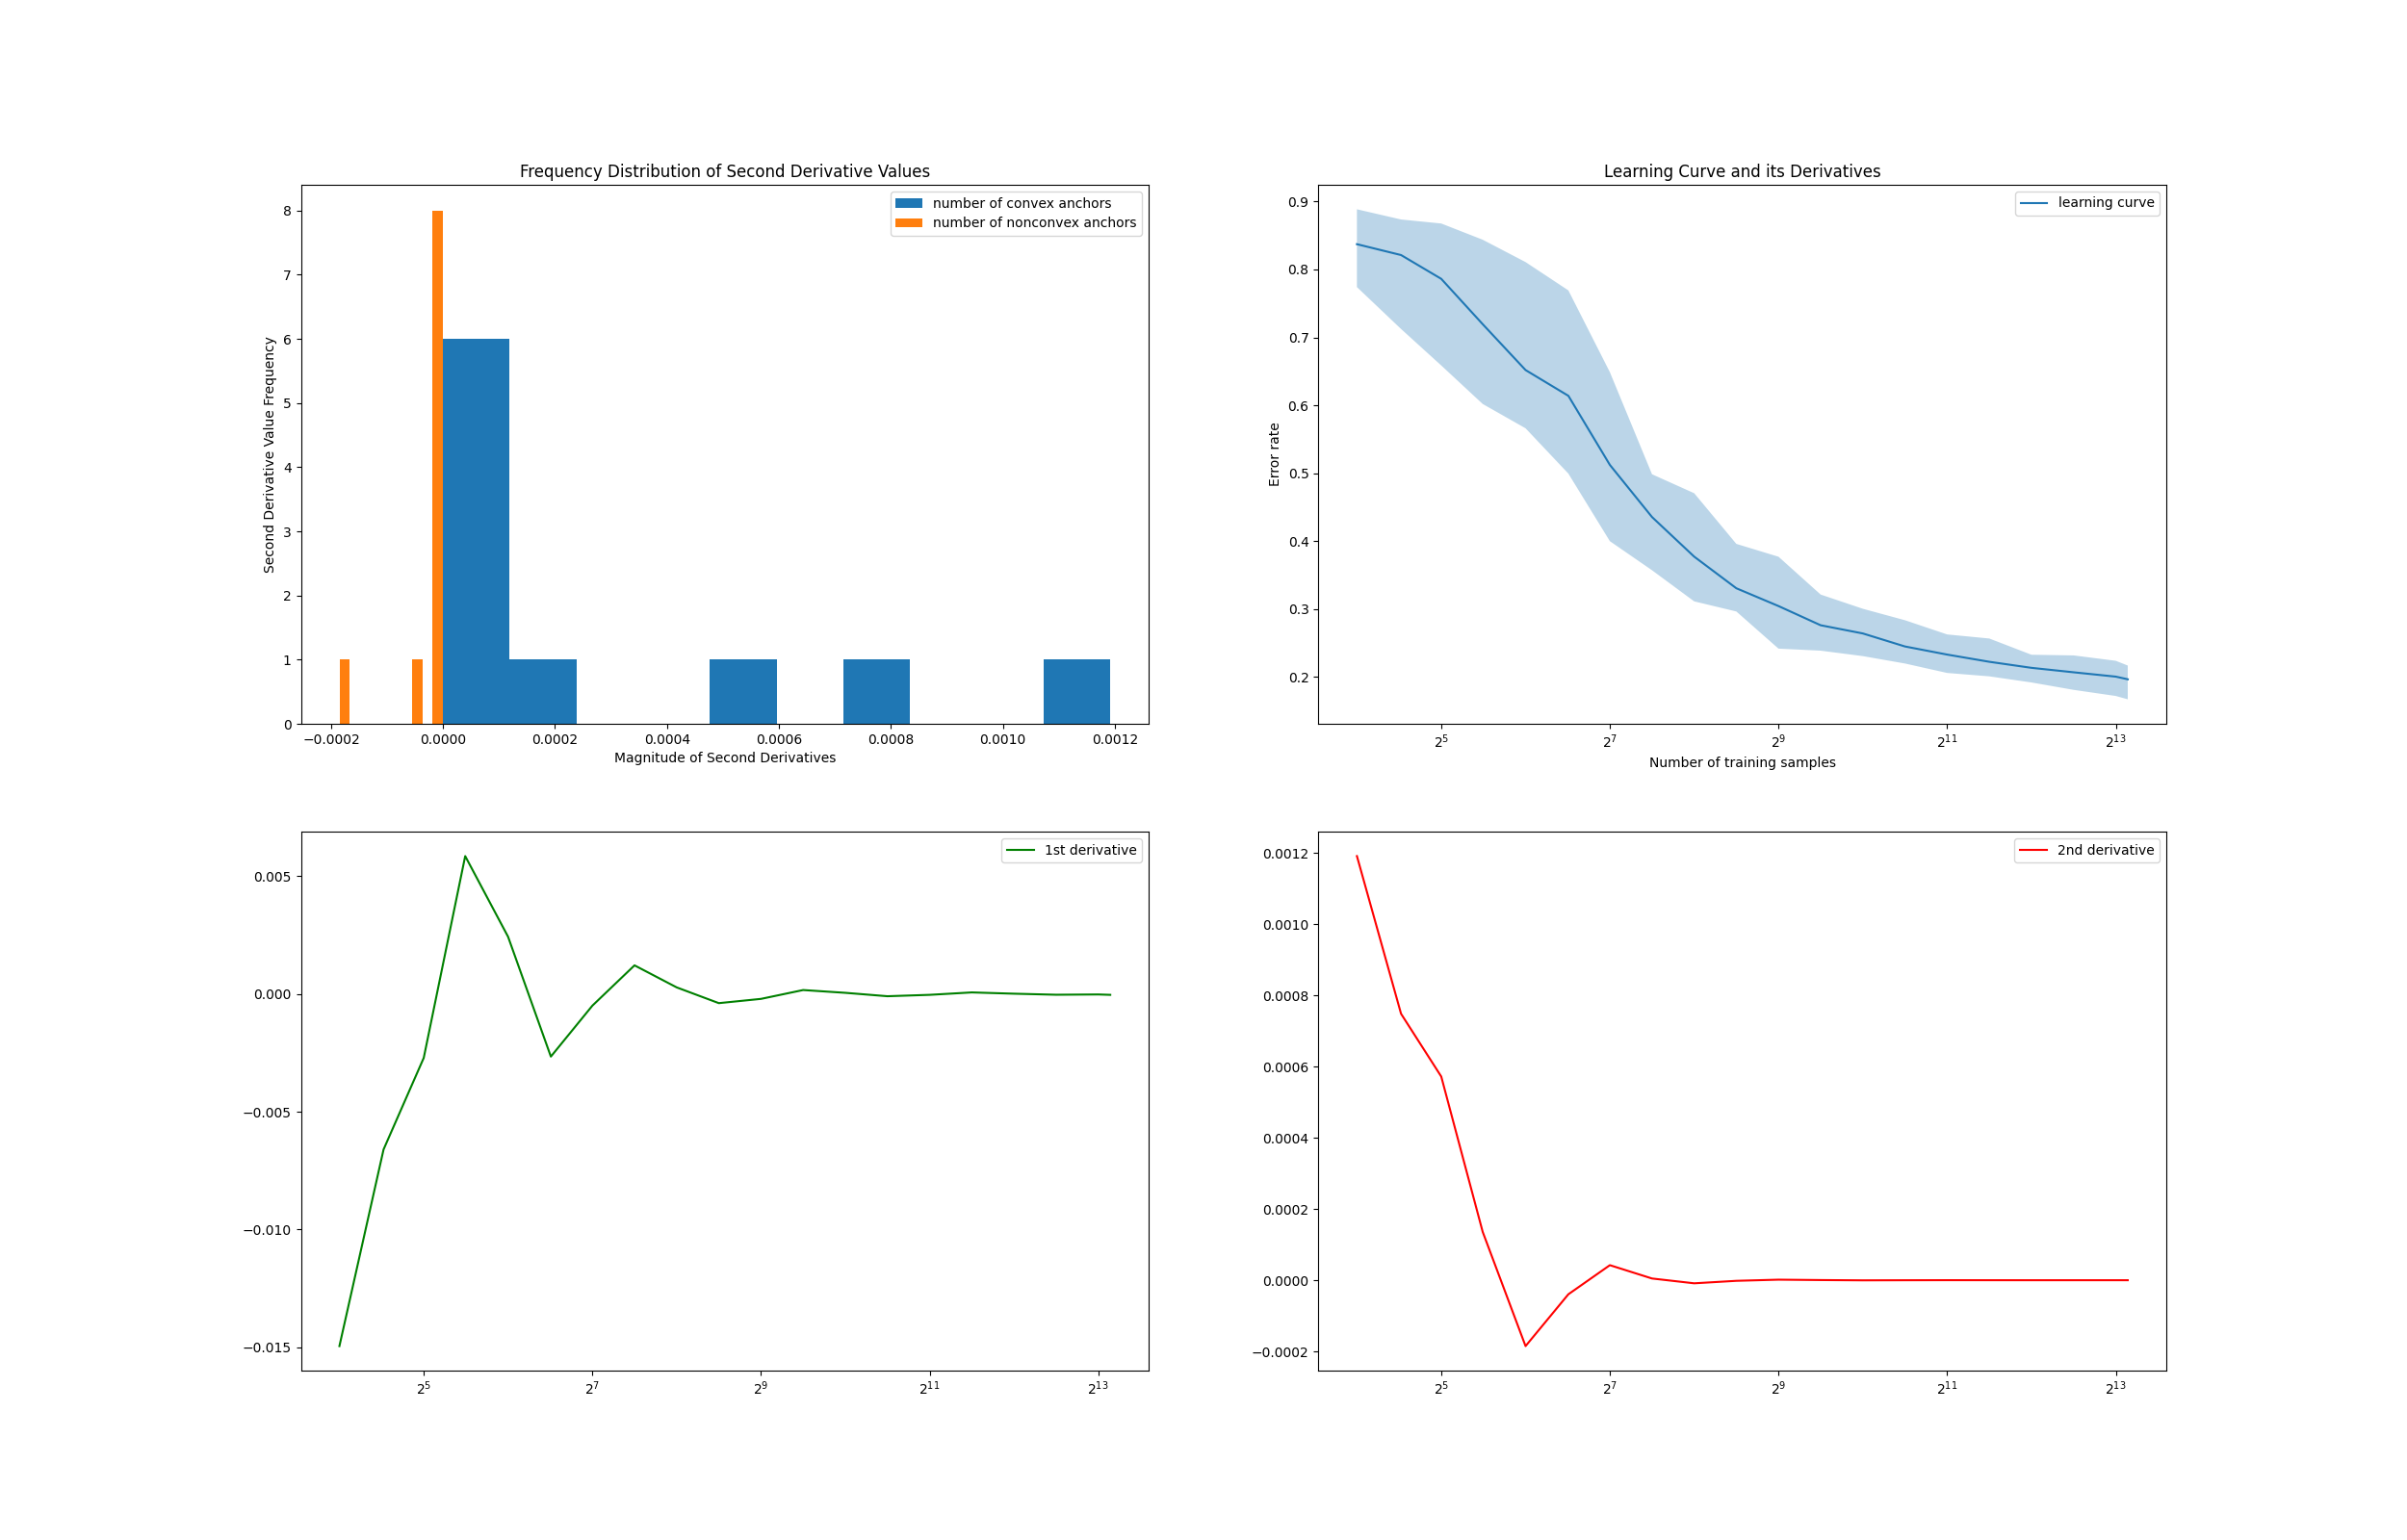 Frequency Distribution of Second Derivative Values
number of convex anchors
number of nonconvex anchors
8
7
6
5
4
3
2
1
0
Second Derivative Value Frequency
−0.0002 0.0000 0.0002 0.0004 0.0006 0.0008 0.0010 0.0012
Magnitude of Second Derivatives
Learning Curve and its Derivatives
learning curve
0.9
0.8
0.7
0.6
0.5
0.4
0.3
0.2
Error rate
2^5 2^7 2^9 2^11 2^13
Number of training samples
1st derivative
0.005
0.000
−0.005
−0.010
−0.015
2^5 2^7 2^9 2^11 2^13
2nd derivative
0.0012
0.0010
0.0008
0.0006
0.0004
0.0002
0.0000
−0.0002
2^5 2^7 2^9 2^11 2^13